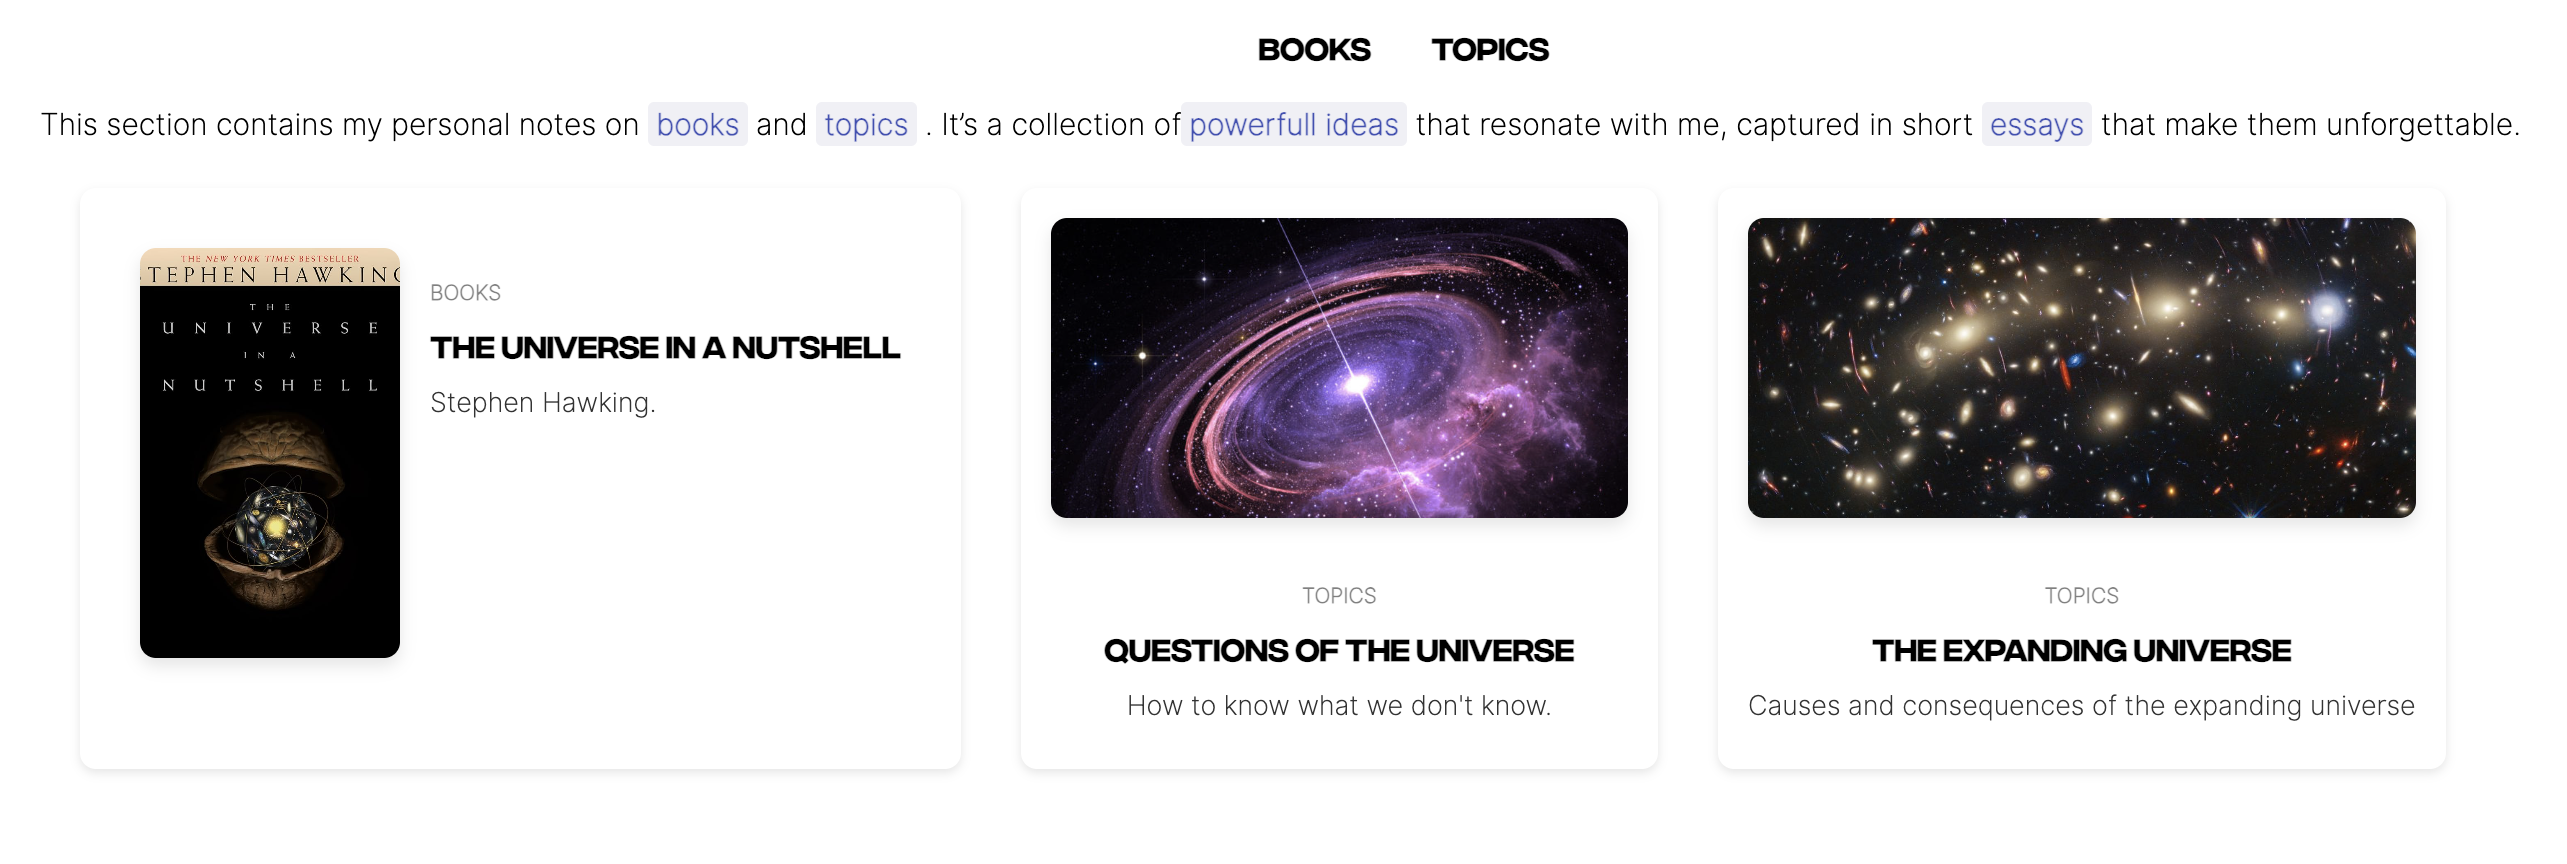 BOOKS TOPICS
This section contains my personal notes on books and topics . It’s a collection of powerfull ideas that resonate with me, captured in short essays that make them unforgettable.
THE NEW YORK TIMES BESTSELLER
STEPHEN HAWKING
THE
UNIVERSE
IN A
NUTSHELL
BOOKS
THE UNIVERSE IN A NUTSHELL
Stephen Hawking.
TOPICS
QUESTIONS OF THE UNIVERSE
How to know what we don't know.
TOPICS
THE EXPANDING UNIVERSE
Causes and consequences of the expanding universe